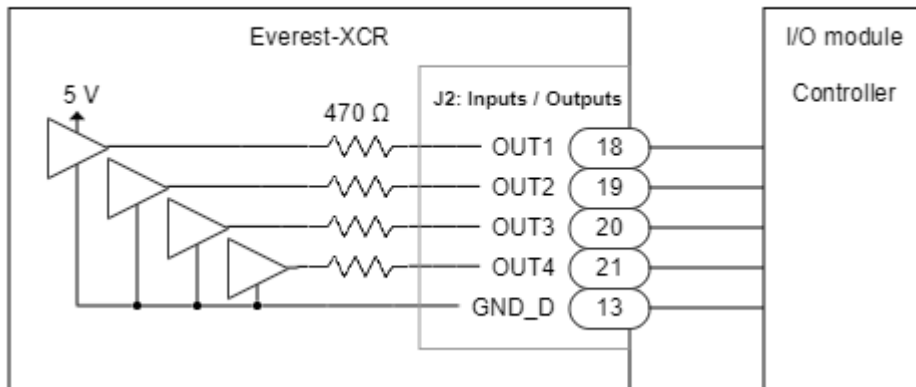 Everest-XCR
I/O module
Controller
5 V
470 Ω
J2: Inputs / Outputs
OUT1 18
OUT2 19
OUT3 20
OUT4 21
GND_D 13